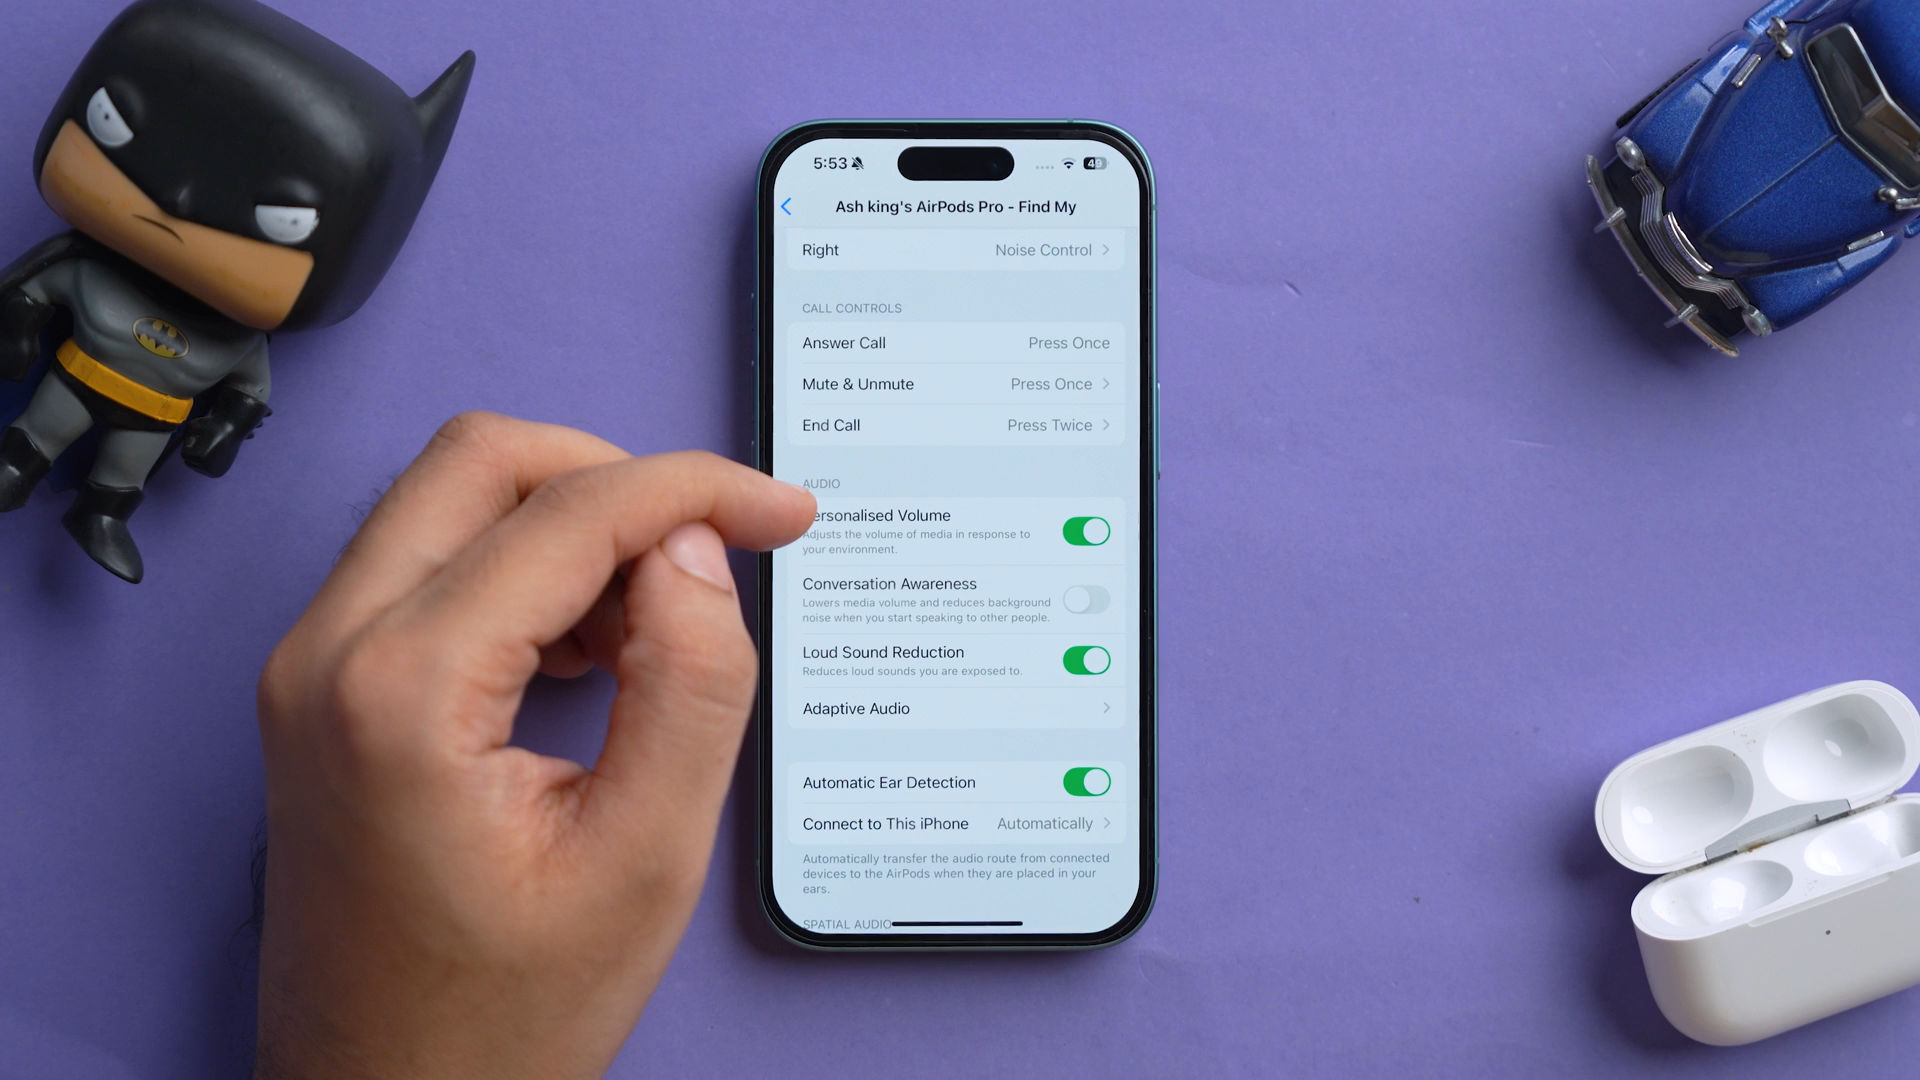 5:53
49
Ash king's AirPods Pro - Find My
Right Noise Control
CALL CONTROLS
Answer Call Press Once
Mute & Unmute Press Once
End Call Press Twice
AUDIO
ersonalised Volume
Adjusts the volume of media in response to
your environment.
Conversation Awareness
Lowers media volume and reduces background
noise when you start speaking to other people.
Loud Sound Reduction
Reduces loud sounds you are exposed to.
Adaptive Audio
Automatic Ear Detection
Connect to This iPhone Automatically
Automatically transfer the audio route from connected
devices to the AirPods when they are placed in your
ears.
SPATIAL AUDIO